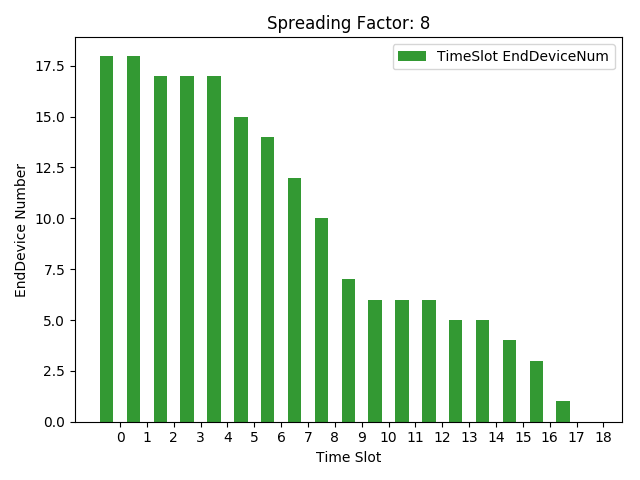 Spreading Factor: 8
TimeSlot EndDeviceNum
17.5
15.0
12.5
10.0
7.5
5.0
2.5
0.0
EndDevice Number
0 1 2 3 4 5 6 7 8 9 10 11 12 13 14 15 16 17 18
Time Slot